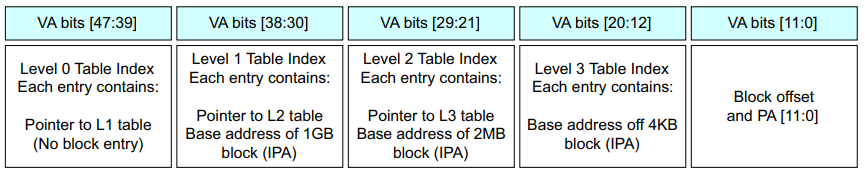 VA bits [47:39]
VA bits [38:30]
VA bits [29:21]
VA bits [20:12]
VA bits [11:0]
Level 0 Table Index
Each entry contains:
Pointer to L1 table
(No block entry)
Level 1 Table Index
Each entry contains:
Pointer to L2 table
Base address of 1GB
block (IPA)
Level 2 Table Index
Each entry contains:
Pointer to L3 table
Base address of 2MB
block (IPA)
Level 3 Table Index
Each entry contains:
Base address off 4KB
block (IPA)
Block offset
and PA [11:0]